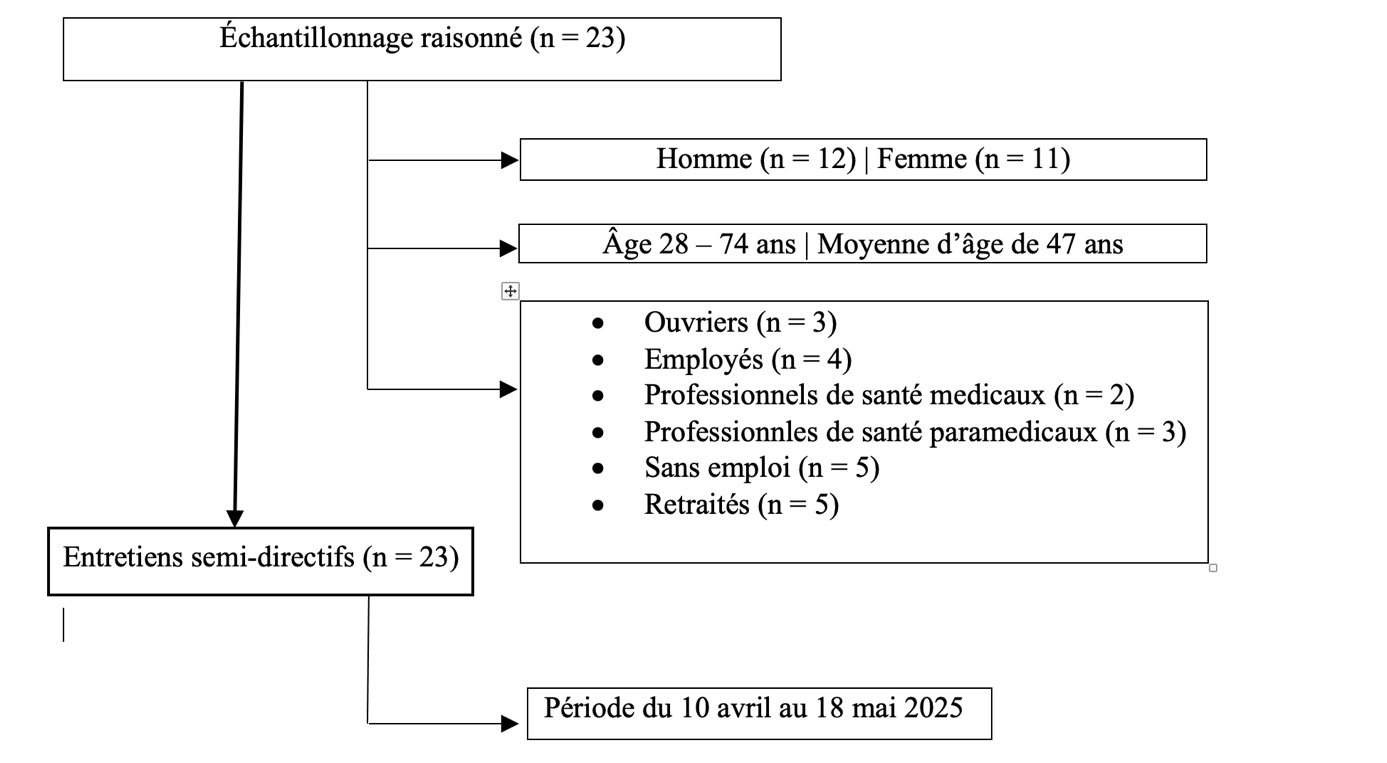 Échantillonnage raisonné (n = 23)
Homme (n = 12) | Femme (n = 11)
Âge 28 – 74 ans | Moyenne d’âge de 47 ans
• Ouvriers (n = 3)
• Employés (n = 4)
• Professionnels de santé medicaux (n = 2)
• Professionnles de santé paramedicaux (n = 3)
• Sans emploi (n = 5)
• Retraités (n = 5)
Entretiens semi-directifs (n = 23)
Période du 10 avril au 18 mai 2025